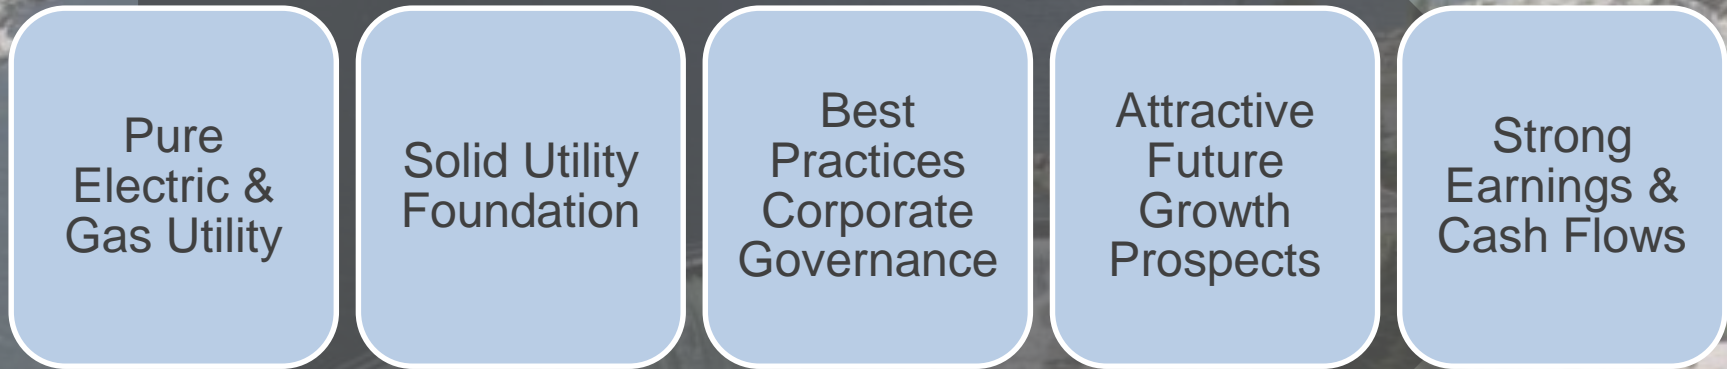 Pure
Electric &
Gas Utility
Solid Utility
Foundation
Best
Practices
Corporate
Governance
Attractive
Future
Growth
Prospects
Strong
Earnings &
Cash Flows